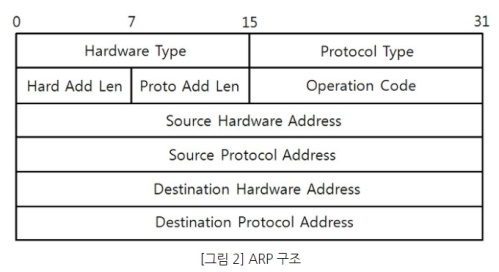 0 7 15 31
Hardware Type Protocol Type
Hard Add Len Proto Add Len Operation Code
Source Hardware Address
Source Protocol Address
Destination Hardware Address
Destination Protocol Address
[그림 2] ARP 구조